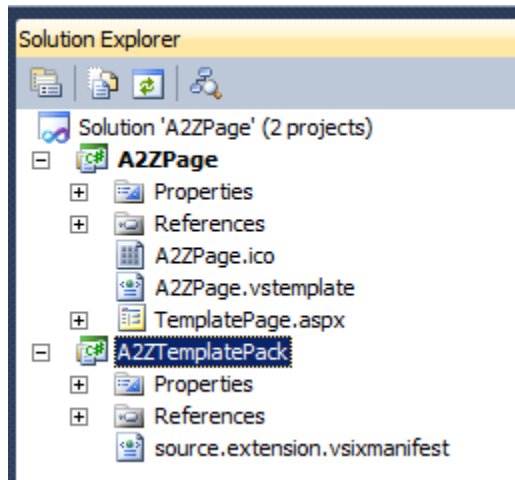 Solution Explorer
Solution 'A2ZPage' (2 projects)
A2ZPage
Properties
References
A2ZPage.ico
A2ZPage.vstemplate
TemplatePage.aspx
A2ZTemplatePack
Properties
References
source.extension.vsixmanifest